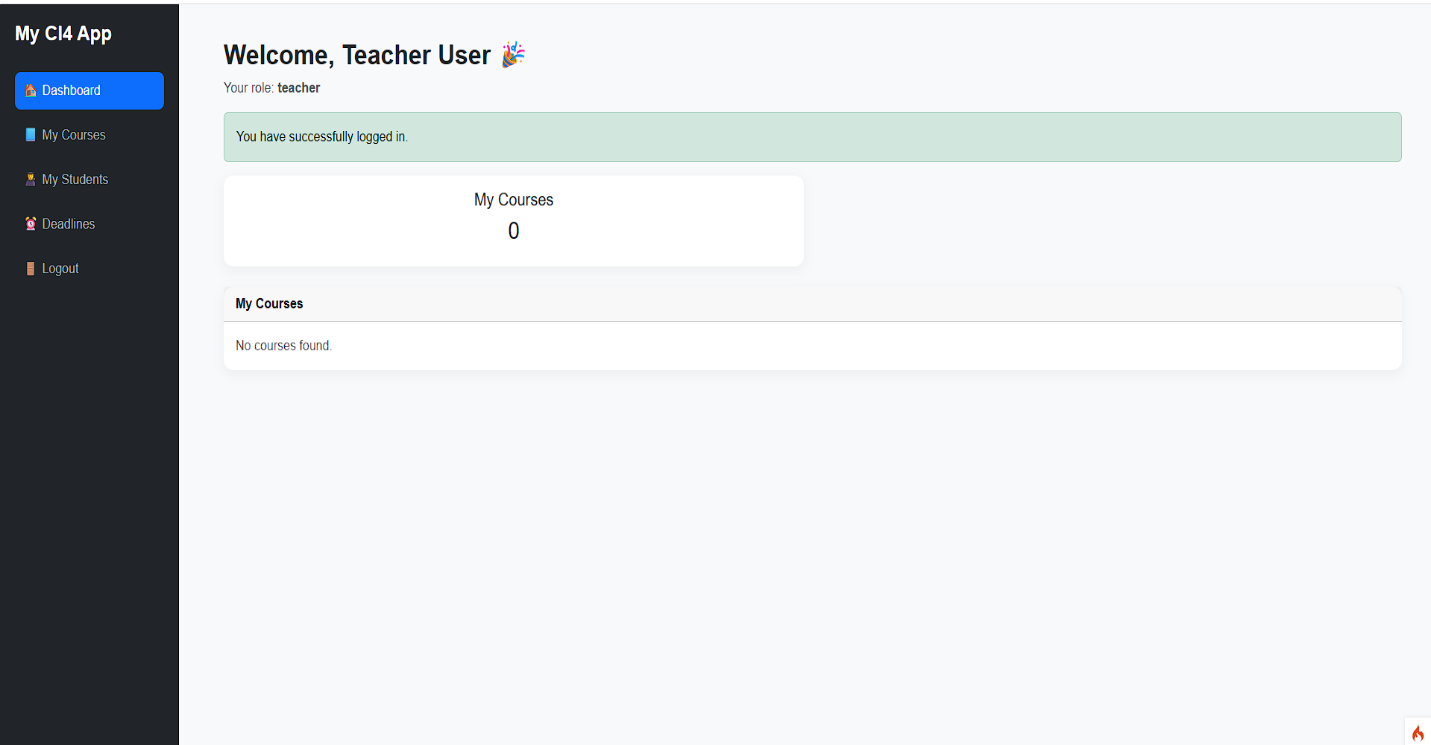 My CI4 App
Dashboard
My Courses
My Students
Deadlines
Logout
Welcome, Teacher User 🎉
Your role: teacher
You have successfully logged in.
My Courses
0
My Courses
No courses found.